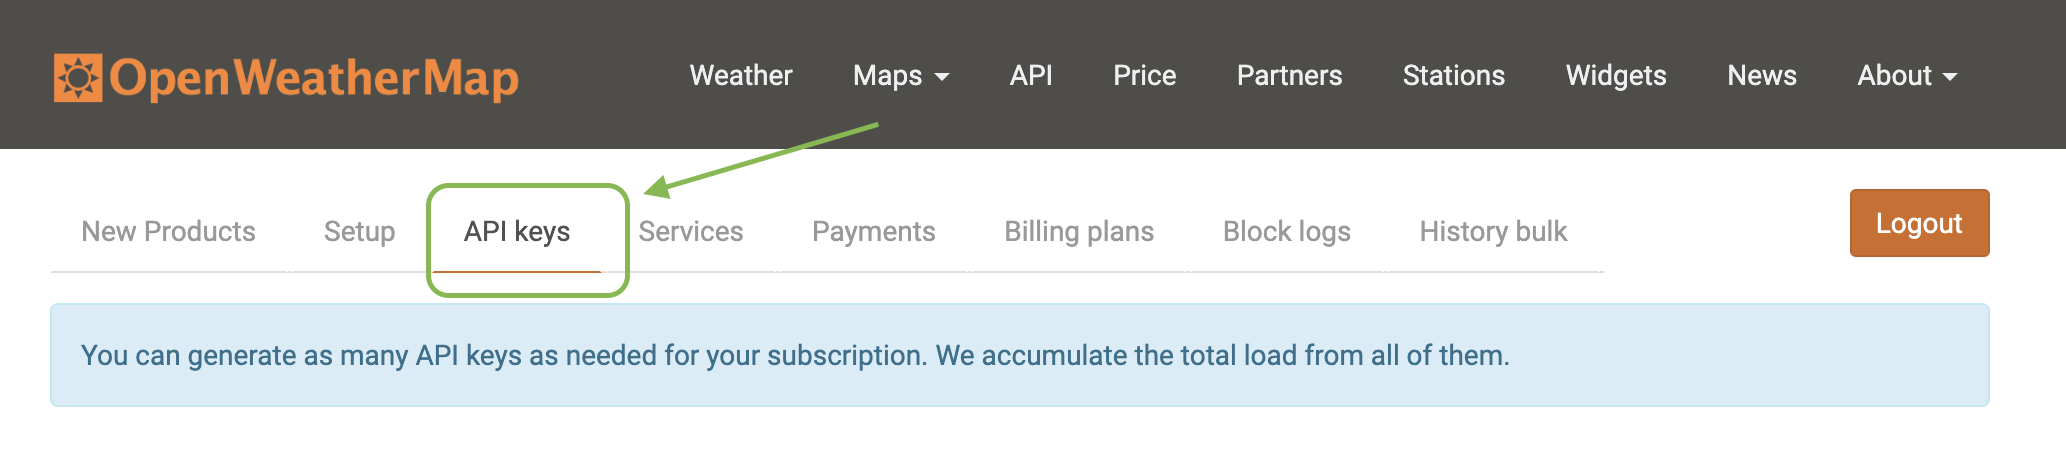 OpenWeatherMap Weather Maps API Price Partners Stations Widgets News About
New Products Setup API keys Services Payments Billing plans Block logs History bulk Logout
You can generate as many API keys as needed for your subscription. We accumulate the total load from all of them.